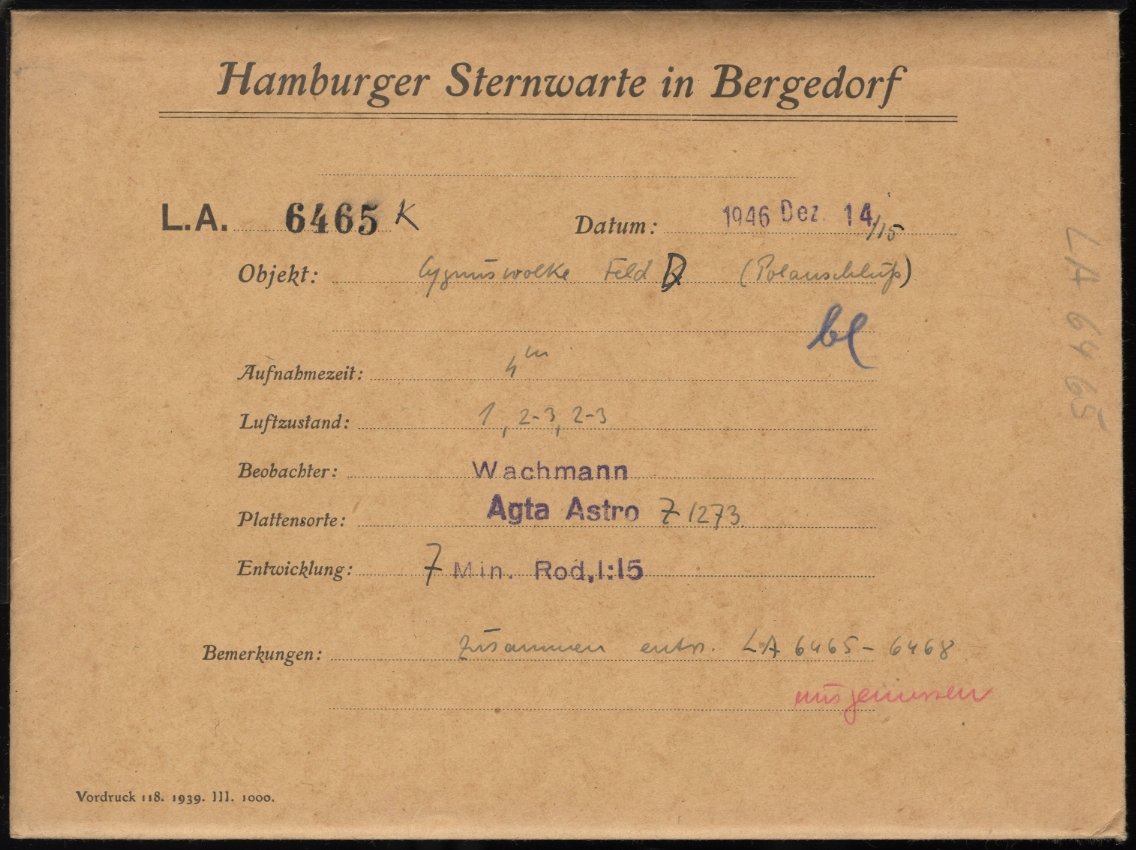 Hamburger Sternwarte in Bergedorf
L.A. 6465 K
Datum: 1946 Dez. 14/15
Objekt: Cygnuswolke Feld D (Polanschluß)
bl
Aufnahmezeit: 4m
Luftzustand: 1, 2-3, 2-3
Beobachter: Wachmann
Plattensorte: Agfa Astro Z 1273
Entwicklung: 7 Min. Rod. 1:15
Bemerkungen: zusammen entw. LA 6465 - 6468
ausgemessen
Vordruck 118. 1939. III. 1000.
LA 6465